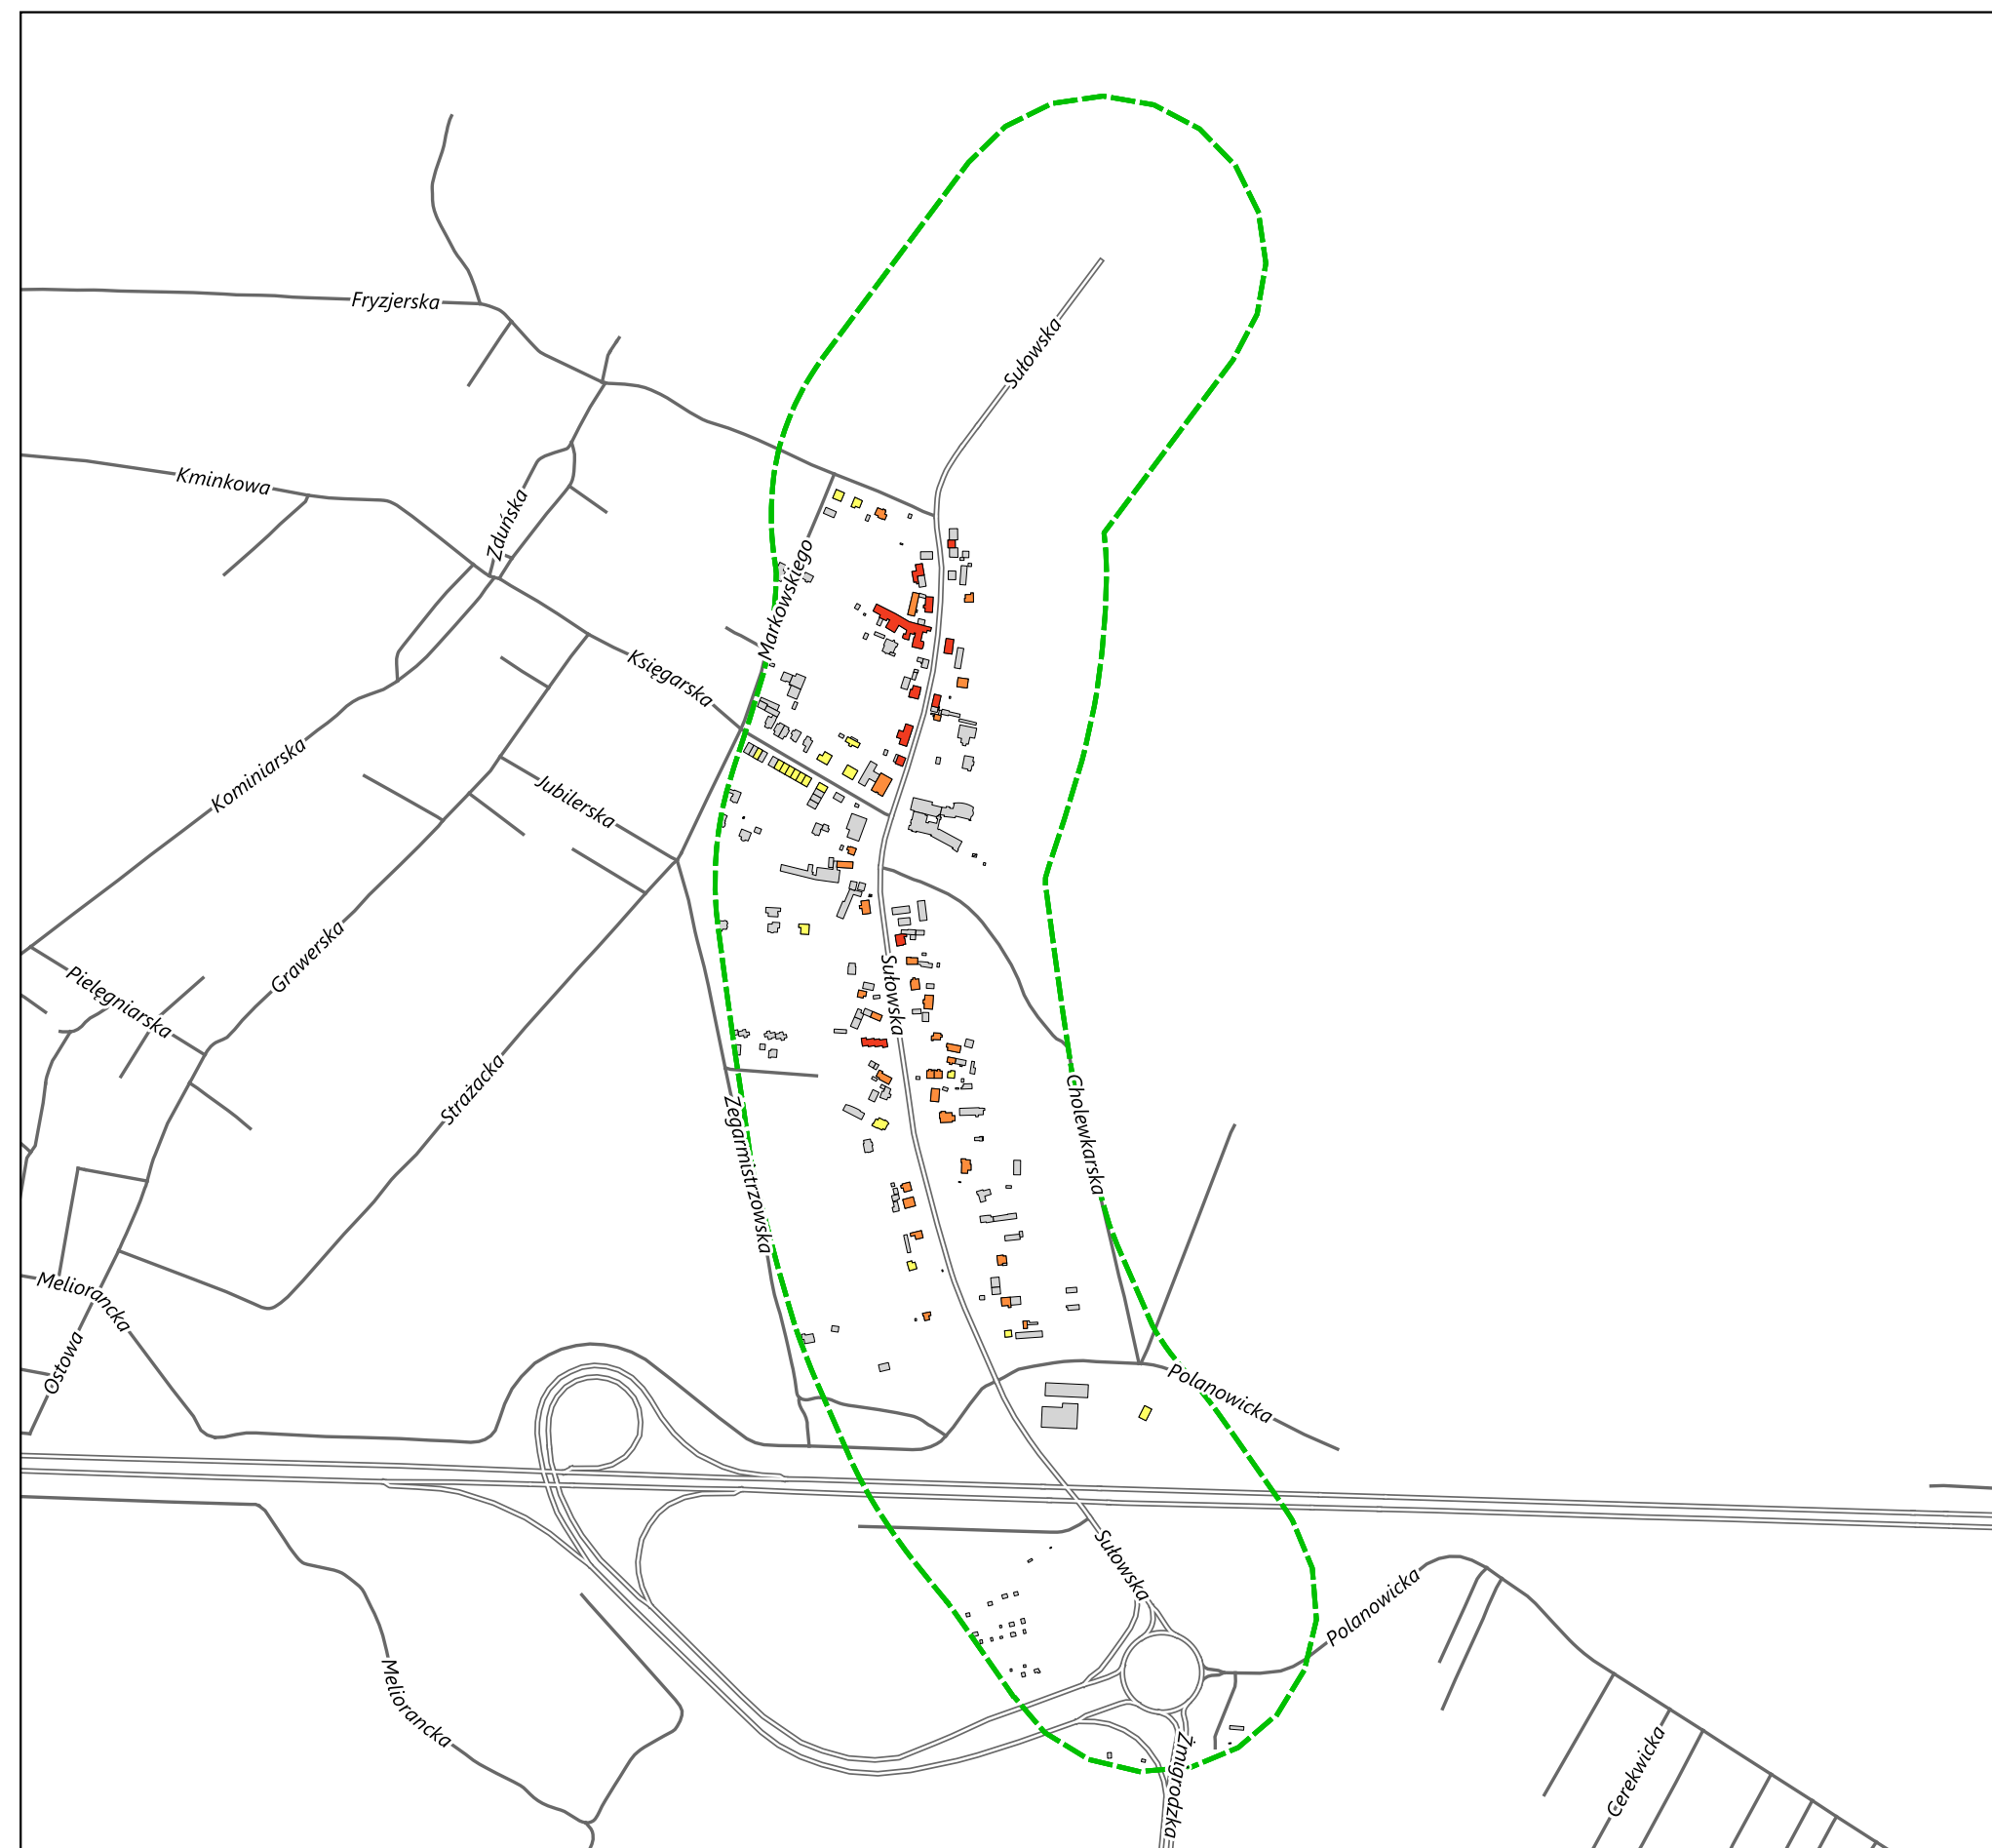 Fryzjerska
Sułowska
Kminkowa
Zduńska
Markowskiego
Księgarska
Kominiarska
Jubilerska
Grawerska
Pielęgniarska
Sułowska
Strażacka
Zegarmistrzowska
Cholewkarska
Meliorancka
Ostowa
Polanowicka
Sułowska
Polanowicka
Meliorancka
Żmigrodzka
Cerekwicka